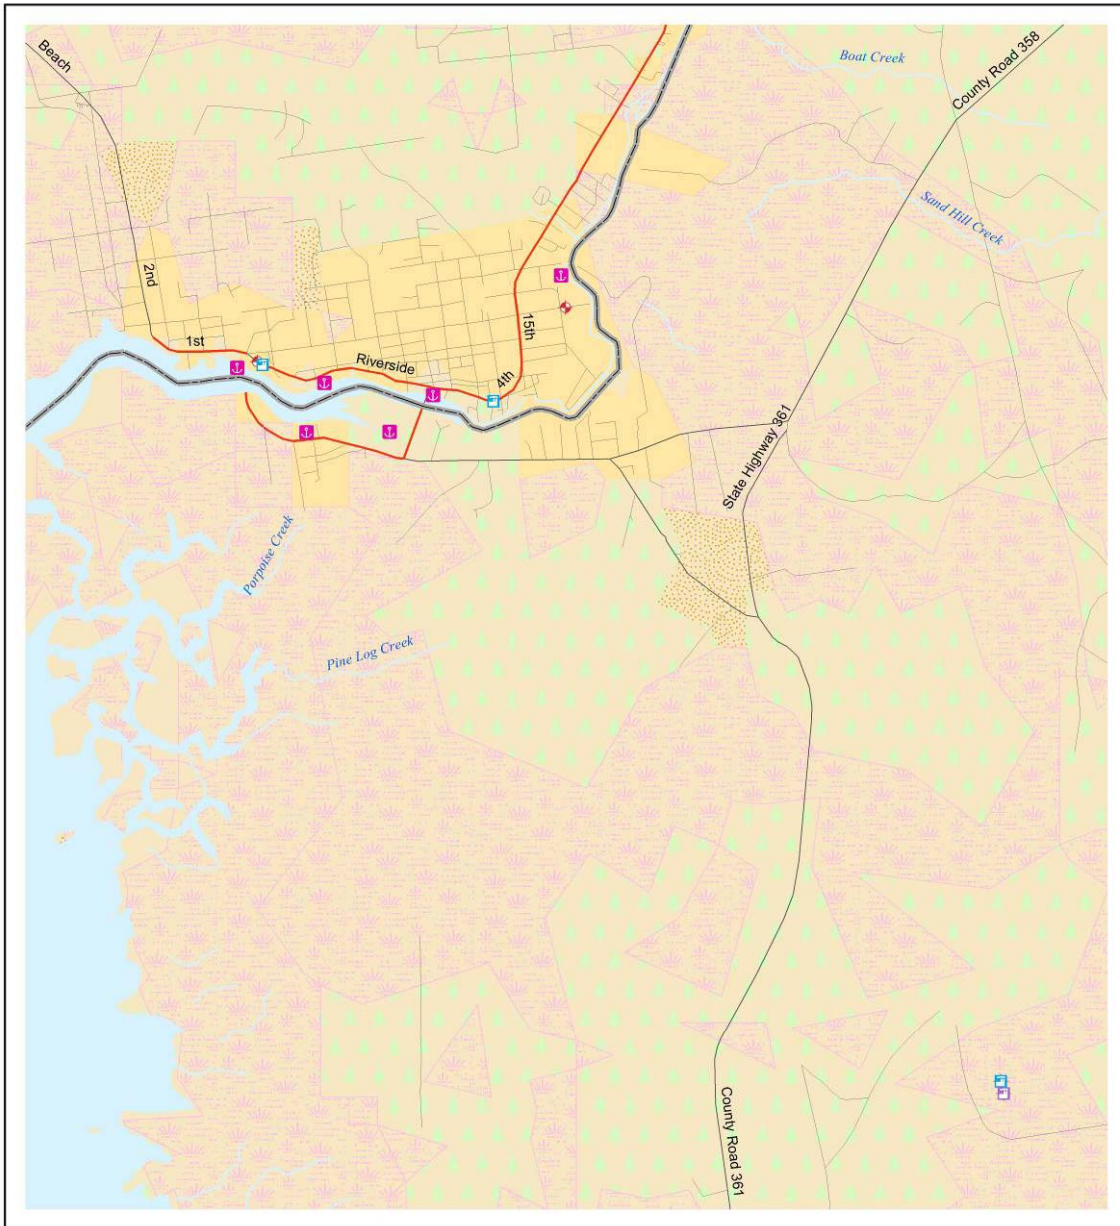 Beach
Boat Creek
County Road 358
Sand Hill Creek
2nd
15th
1st
Riverside
4th
State Highway 361
Porpoise Creek
Pine Log Creek
County Road 361